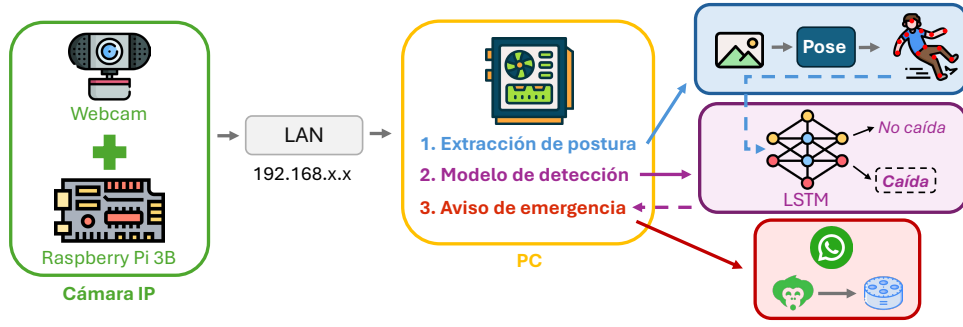 Webcam
Raspberry Pi 3B
Cámara IP
LAN
192.168.x.x
1. Extracción de postura
2. Modelo de detección
3. Aviso de emergencia
PC
Pose
No caída
Caída
LSTM